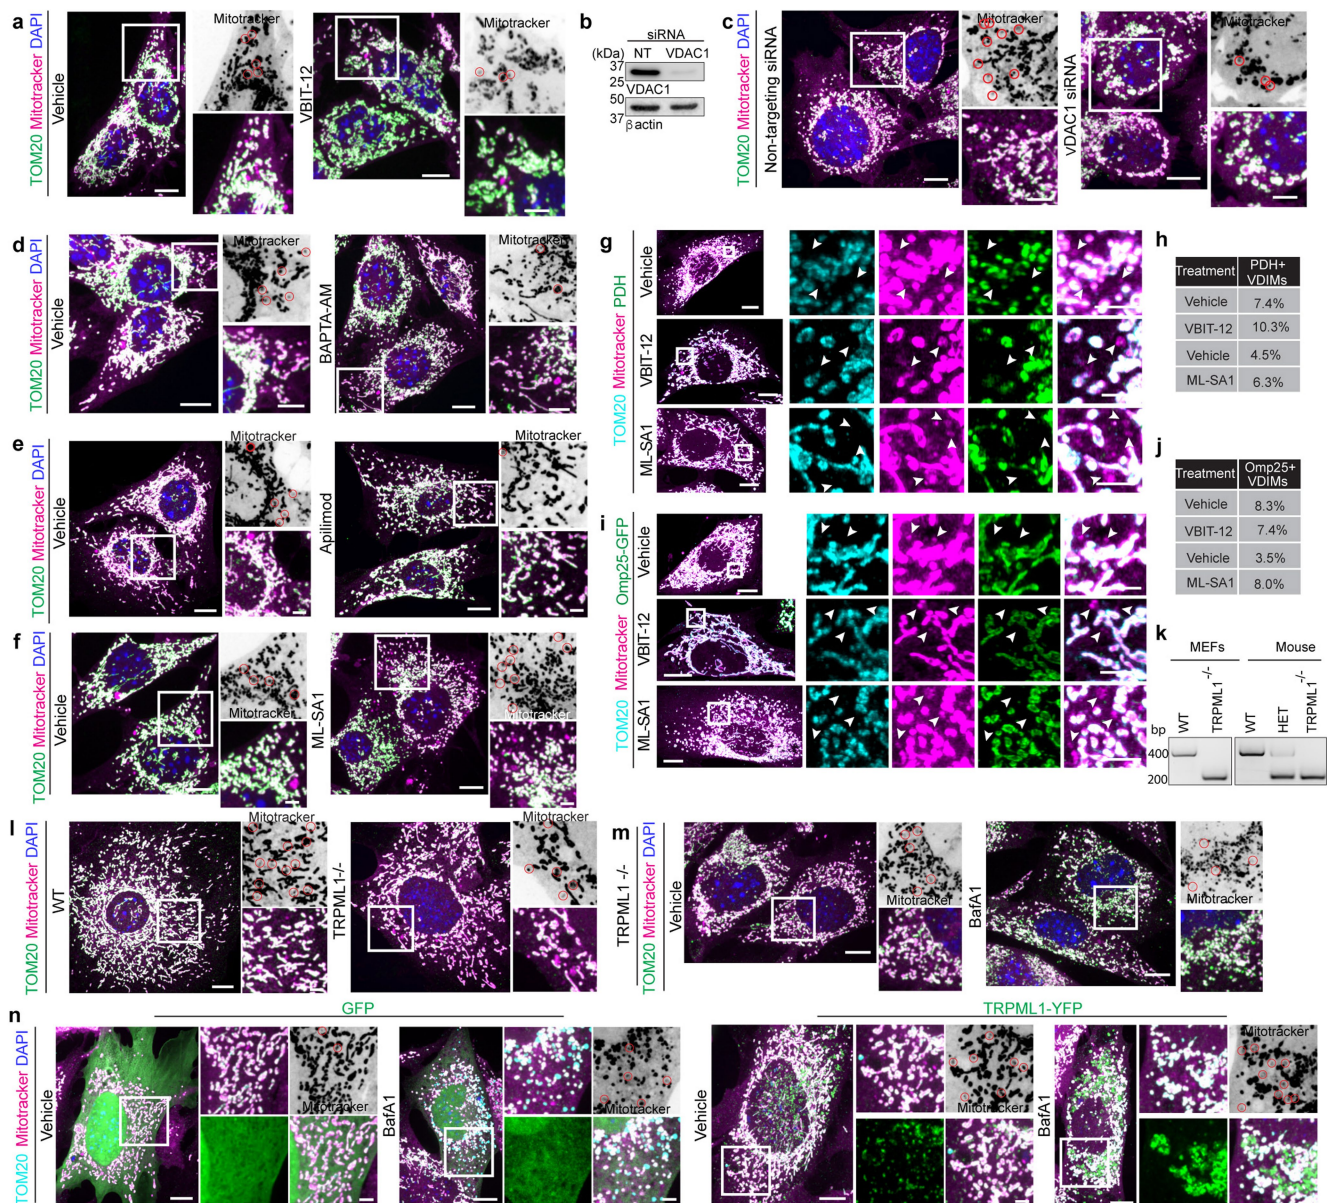 a
TOM20 Mitotracker DAPI
Vehicle
Mitotracker
VBIT-12
Mitotracker
b
siRNA
(kDa) NT VDAC1
37
25
VDAC1
50
37
β actin
c
TOM20 Mitotracker DAPI
Non-targeting siRNA
Mitotracker
vDAC1 siRNA
Mitotracker
d
TOM20 Mitotracker DAPI
Vehicle
Mitotracker
BAPTA-AM
Mitotracker
e
TOM20 Mitotracker DAPI
Vehicle
Mitotracker
Apilimod
Mitotracker
f
TOM20 Mitotracker DAPI
Vehicle
Mitotracker
ML-SA1
Mitotracker
g
TOM20 Mitotracker PDH
Vehicle
VBIT-12
ML-SA1
h
Treatment PDH+ VDIMs
Vehicle 7.4%
VBIT-12 10.3%
Vehicle 4.5%
ML-SA1 6.3%
i
TOM20 Mitotracker Omp25-GFP
Vehicle
VBIT-12
ML-SA1
j
Treatment Omp25+ VDIMs
Vehicle 8.3%
VBIT-12 7.4%
Vehicle 3.5%
ML-SA1 8.0%
k
MEFs Mouse
bp WT TRPML1-/- WT HET TRPML1-/-
400
200
l
TOM20 Mitotracker DAPI
WT
Mitotracker
TRPML1-/-
Mitotracker
m
TRPML1 -/-
TOM20 Mitotracker DAPI
Vehicle
Mitotracker
BafA1
Mitotracker
n
GFP
TOM20 Mitotracker DAPI
Vehicle
Mitotracker
BafA1
Mitotracker
TRPML1-YFP
Vehicle
Mitotracker
BafA1
Mitotracker